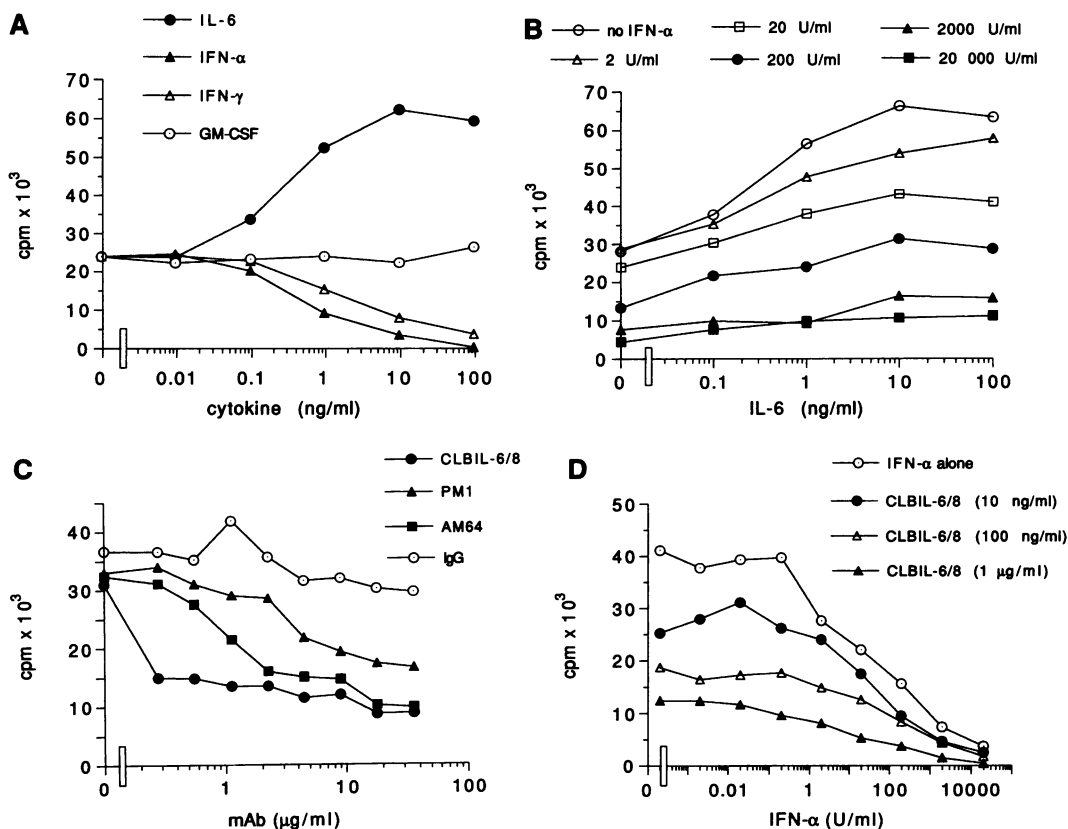 A
IL-6
IFN-α
IFN-γ
GM-CSF
70
60
50
40
30
20
10
0
cpm x 10³
0 0.01 0.1 1 10 100
cytokine (ng/ml)
B
no IFN-α 20 U/ml 2000 U/ml
2 U/ml 200 U/ml 20 000 U/ml
70
60
50
40
30
20
10
0
cpm x 10³
0 0.1 1 10 100
IL-6 (ng/ml)
C
CLBIL-6/8
PM1
AM64
IgG
40
30
20
10
0
cpm x 10³
0 1 10 100
mAb (μg/ml)
D
IFN-α alone
CLBIL-6/8 (10 ng/ml)
CLBIL-6/8 (100 ng/ml)
CLBIL-6/8 (1 μg/ml)
50
40
30
20
10
0
cpm x 10³
0 0.01 1 100 10000
IFN-α (U/ml)